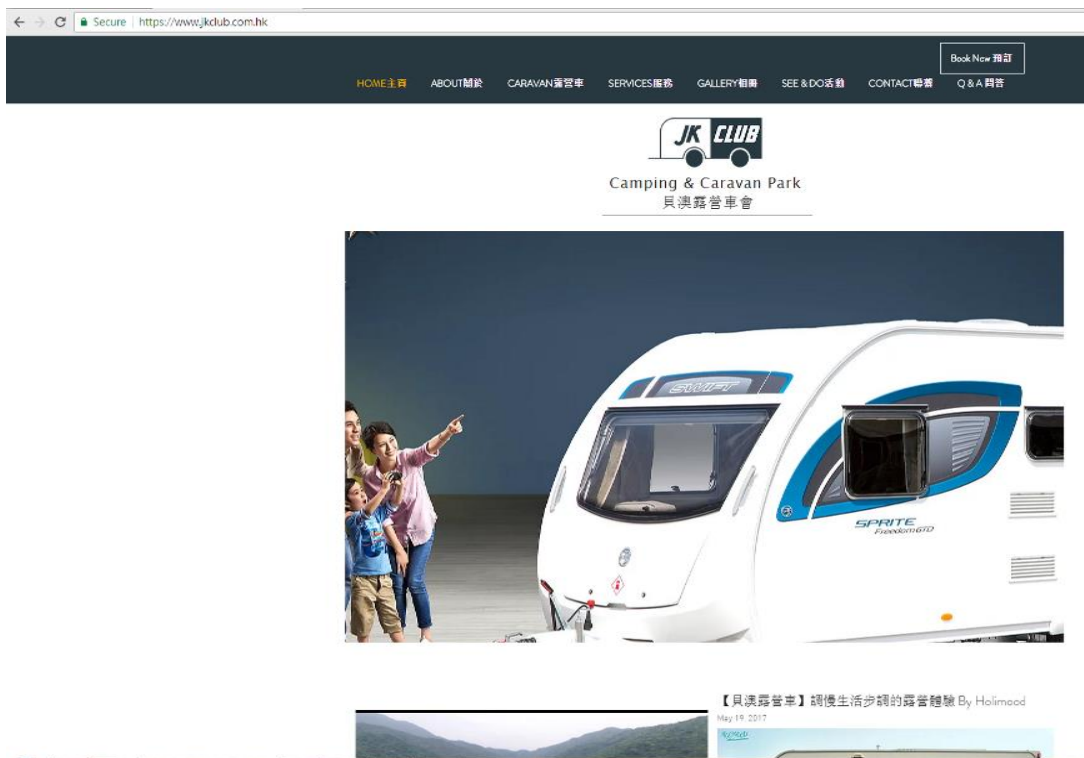 Secure | https://www.jkclub.com.hk
Book Now 預訂
HOME主頁 ABOUT關於 CARAVAN露營車 SERVICES服務 GALLERY相冊 SEE & DO活動 CONTACT聯舊 Q & A 問答
JK CLUB
Camping & Caravan Park
貝澳露營車會
SWIFT
SPRITE
Freedom 6TD
【貝澳露營車】調慢生活步調的露營體驗 By Holimood
May 19, 2017